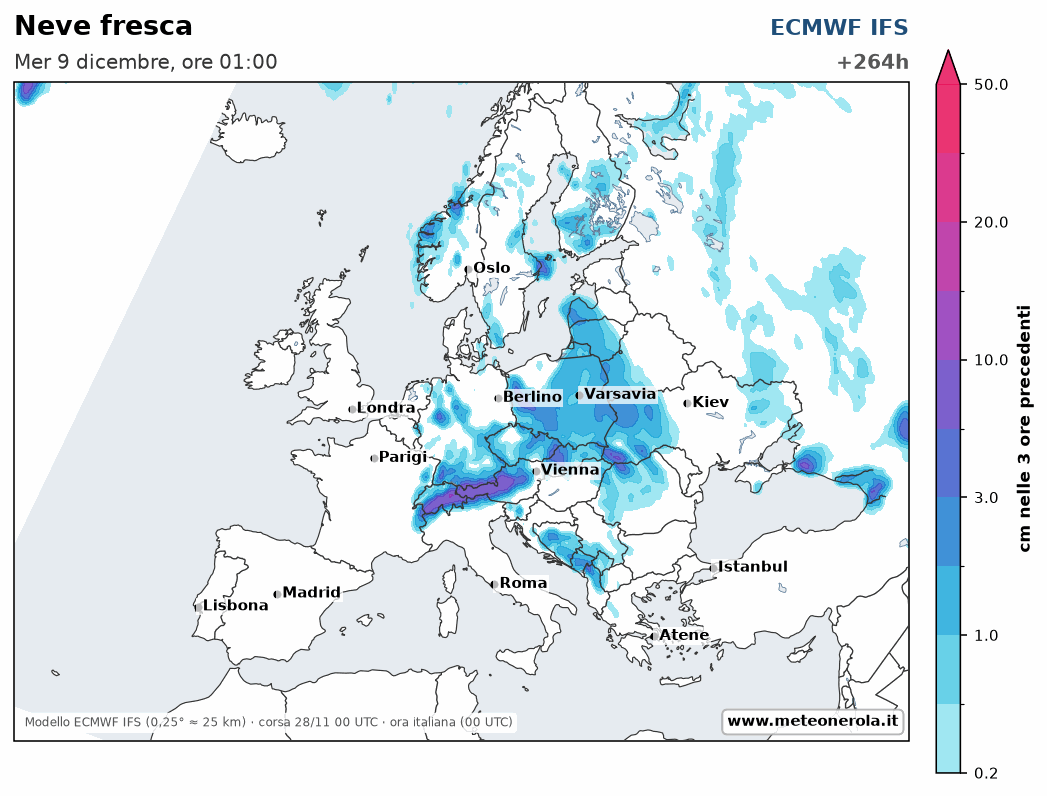 Neve fresca
ECMWF IFS
Mer 9 dicembre, ore 01:00
+264h
50.0
20.0
10.0
3.0
1.0
0.2
cm nelle 3 ore precedenti
Oslo
Berlino
Varsavia
Kiev
Londra
Parigi
Vienna
Istanbul
Roma
Madrid
Lisbona
Atene
Modello ECMWF IFS (0,25° ≈ 25 km) · corsa 28/11 00 UTC · ora italiana (00 UTC)
www.meteonerola.it